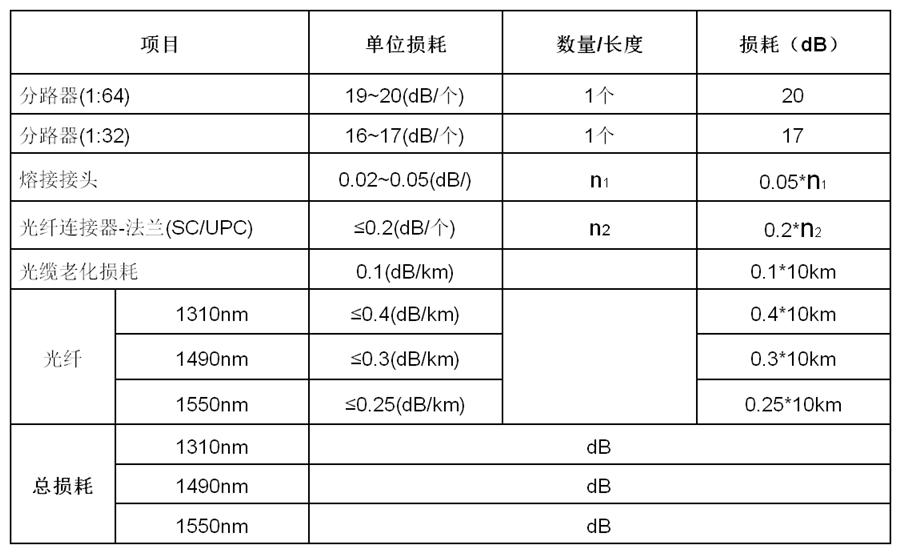 项目 单位损耗 数量/长度 损耗（dB）
分路器(1:64) 19~20(dB/个) 1个 20
分路器(1:32) 16~17(dB/个) 1个 17
熔接接头 0.02~0.05(dB/) n1 0.05*n1
光纤连接器-法兰(SC/UPC) ≤0.2(dB/个) n2 0.2*n2
光缆老化损耗 0.1(dB/km) 0.1*10km
光纤 1310nm ≤0.4(dB/km) 0.4*10km
1490nm ≤0.3(dB/km) 0.3*10km
1550nm ≤0.25(dB/km) 0.25*10km
总损耗 1310nm dB
1490nm dB
1550nm dB